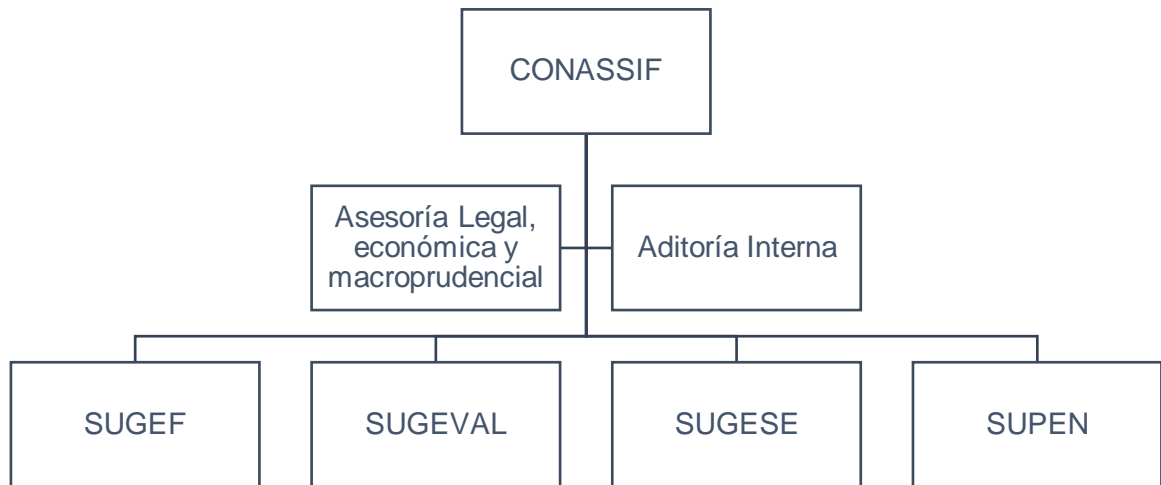 CONASSIF
Asesoría Legal,
económica y
macroprudencial
Aditoría Interna
SUGEF
SUGEVAL
SUGESE
SUPEN